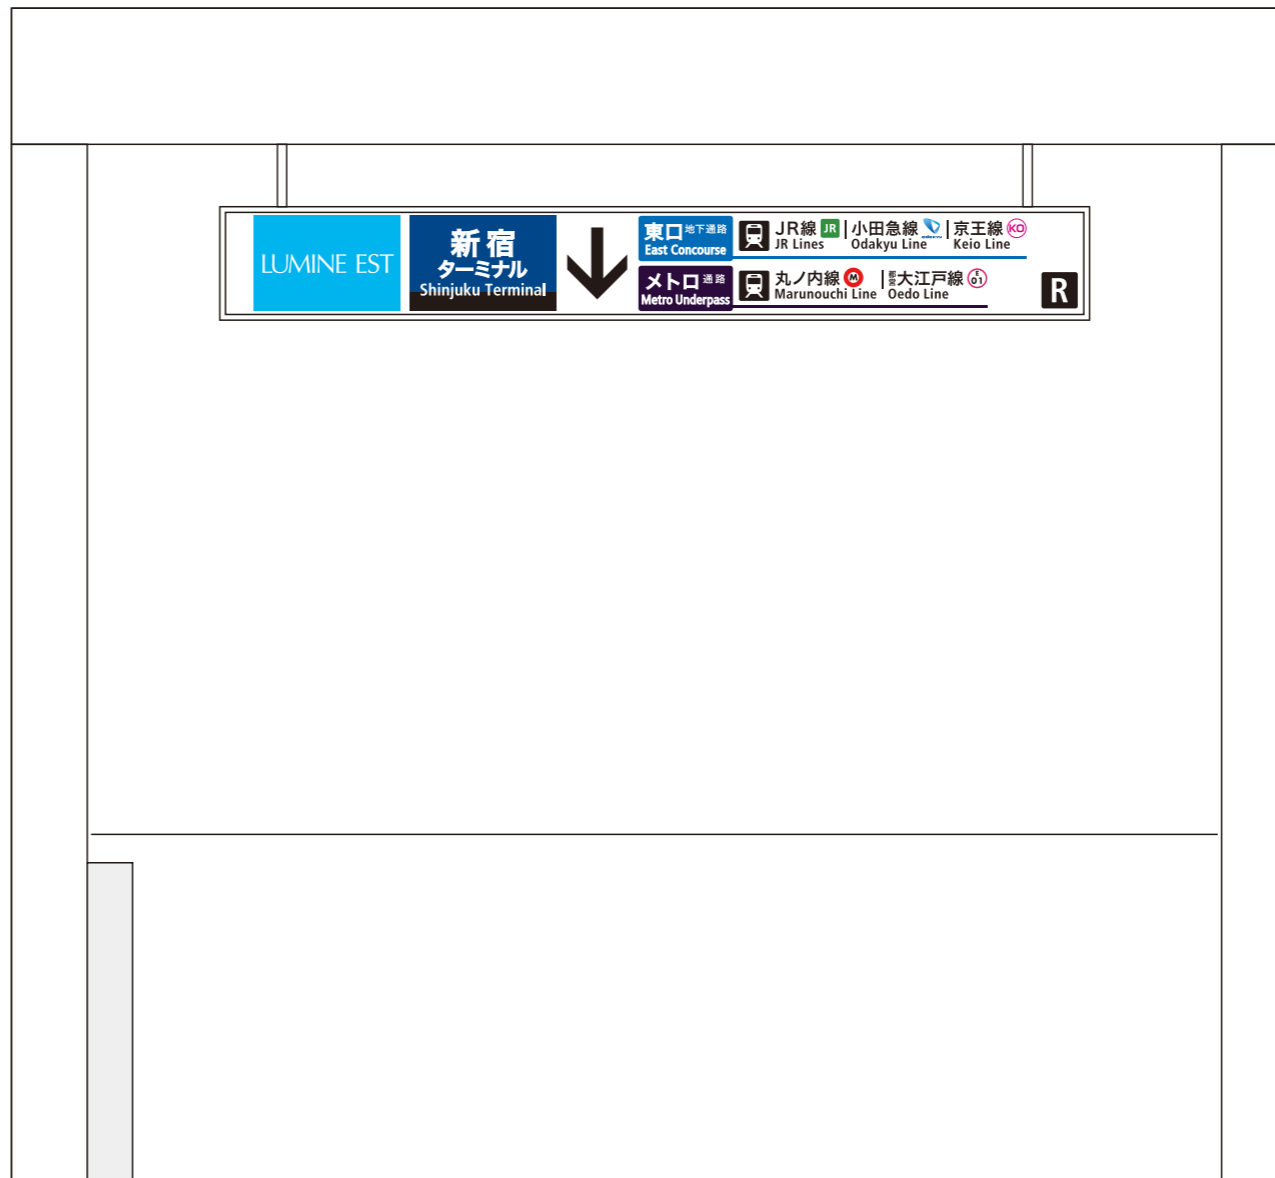 LUMINE EST
新宿
ターミナル
Shinjuku Terminal
東口 地下通路
East Concourse
JR線 JR | 小田急線 | 京王線 KO
JR Lines Odakyu Line Keio Line
メトロ 通路
Metro Underpass
丸ノ内線 M | 都営大江戸線 E 01
Marunouchi Line Oedo Line
R